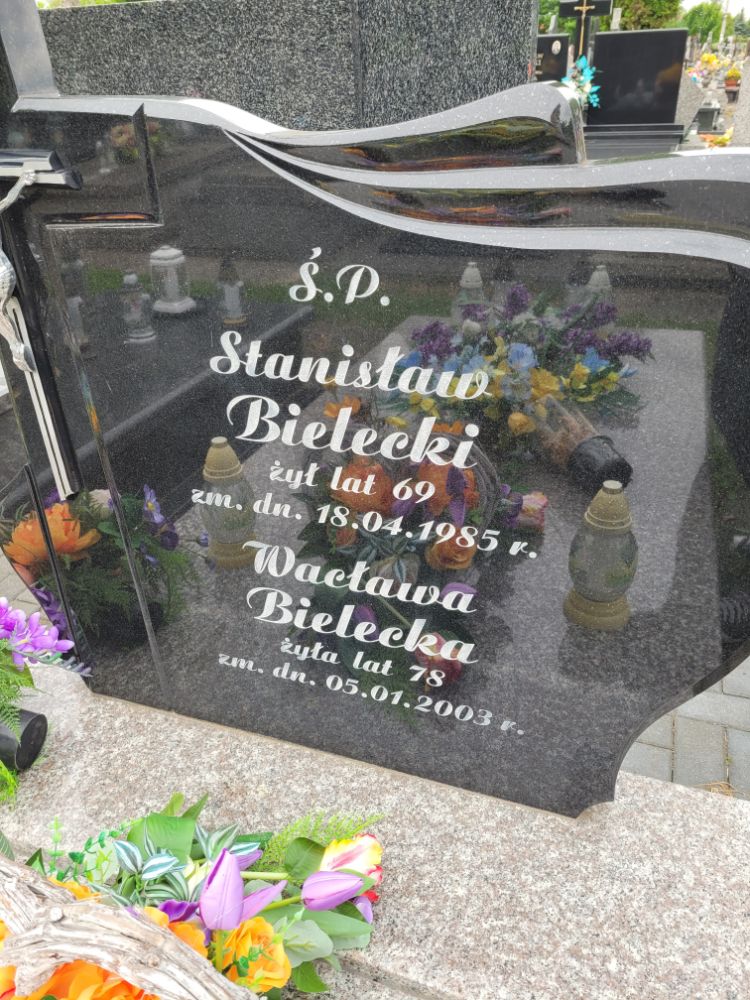 Ś.P.
Stanisław
Bielecki
żył lat 69
zm. dn. 18.04.1985 r.
Wacława
Bielecka
żyła lat 78
zm. dn. 05.01.2003 r.